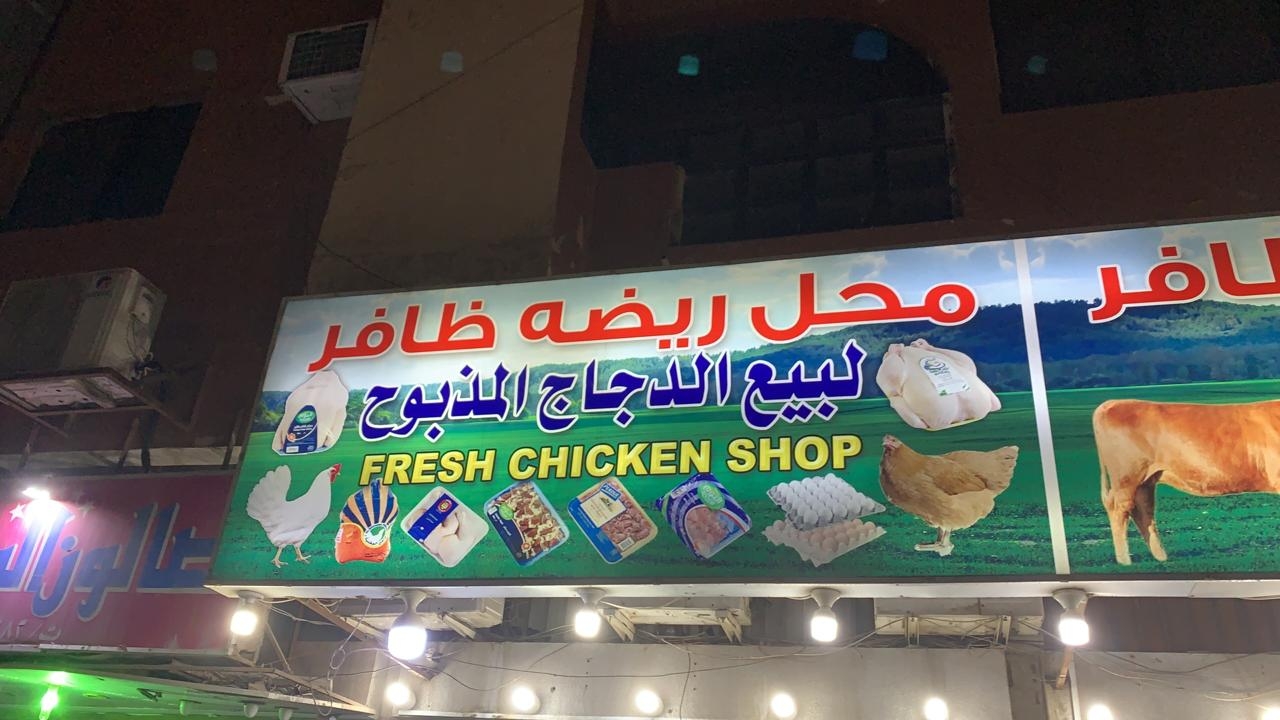 محل ريضه ظافر
لبيع الدجاج المذبوح
FRESH CHICKEN SHOP